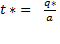 t * = q*/a